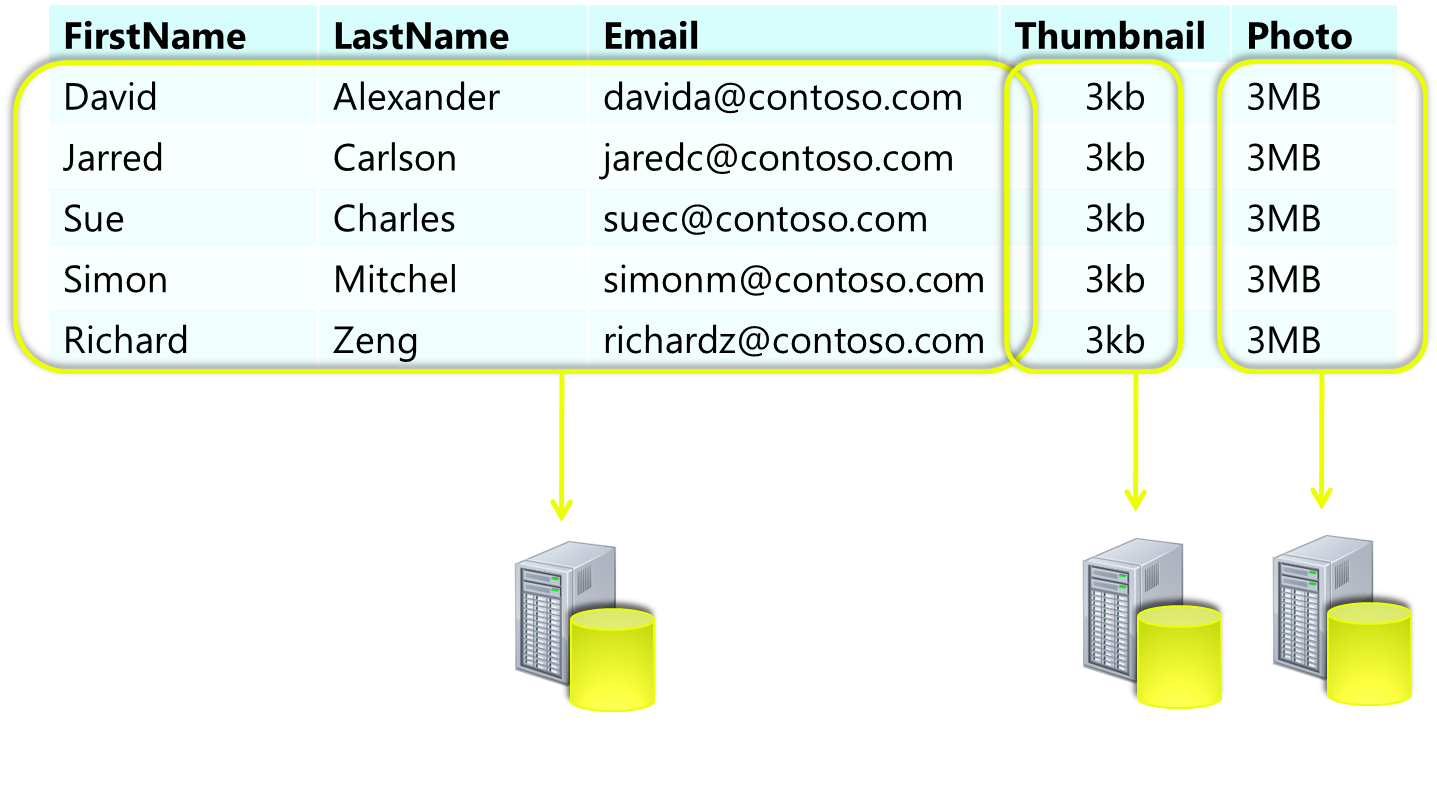 FirstName LastName Email Thumbnail Photo
David Alexander davida@contoso.com 3kb 3MB
Jarred Carlson jaredc@contoso.com 3kb 3MB
Sue Charles suec@contoso.com 3kb 3MB
Simon Mitchel simonm@contoso.com 3kb 3MB
Richard Zeng richardz@contoso.com 3kb 3MB